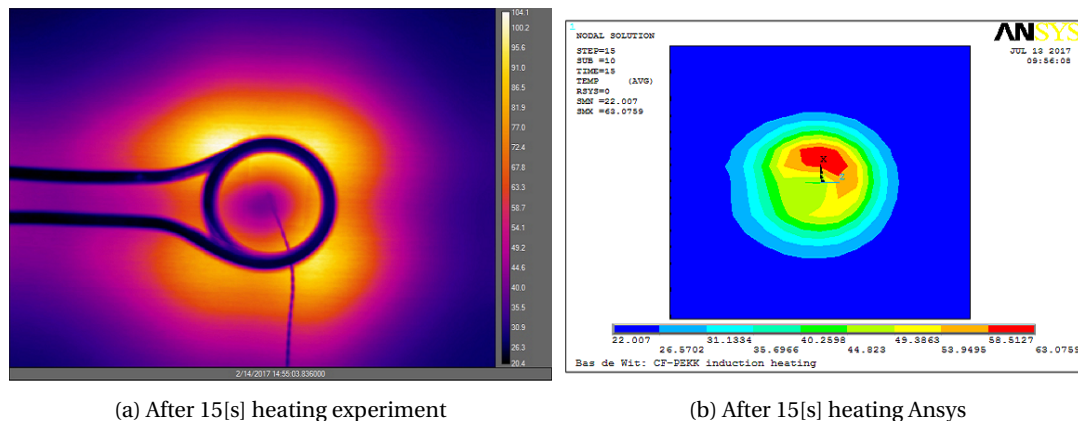 104.1
100.2
95.6
91.0
86.5
81.9
77.3
72.4
67.8
63.2
58.7
54.1
49.2
44.6
40.0
35.5
30.9
26.3
20.4
2/14/2017 14:55:03.836000
(a) After 15[s] heating experiment
1
NODAL SOLUTION
STEP=15
SUB =10
TIME=15
TEMP (AVG)
RSYS=0
SMN =22.007
SMX =63.0759
ANSYS
JUL 13 2017
09:56:08
X
Z
22.007 31.1334 40.2598 49.3863 58.5127
26.5702 35.6966 44.823 53.9495 63.0759
Bas de Wit: CF-PEKK induction heating
(b) After 15[s] heating Ansys